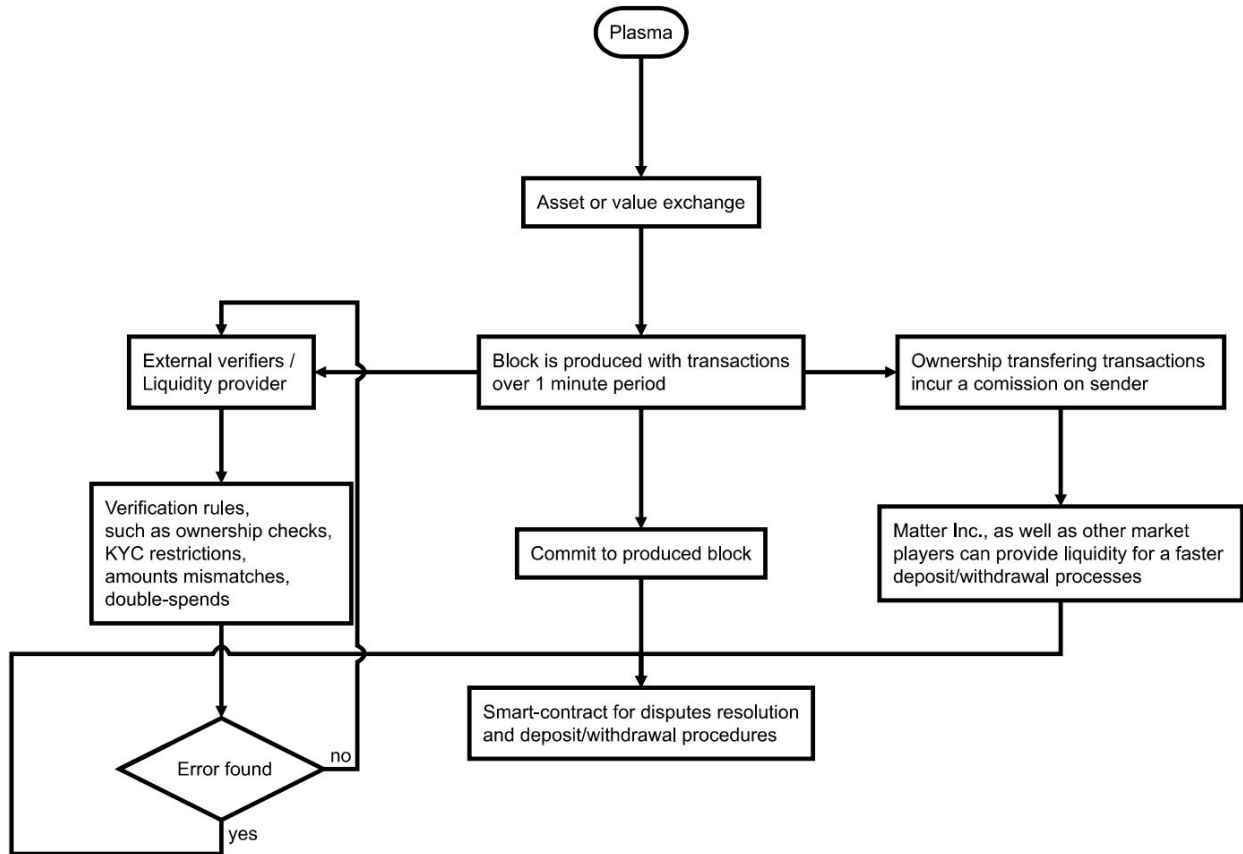 Plasma
Asset or value exchange
External verifiers /
Liquidity provider
Block is produced with transactions
over 1 minute period
Ownership transfering transactions
incur a comission on sender
Verification rules,
such as ownership checks,
KYC restrictions,
amounts mismatches,
double-spends
Commit to produced block
Matter Inc., as well as other market
players can provide liquidity for a faster
deposit/withdrawal processes
Smart-contract for disputes resolution
and deposit/withdrawal procedures
Error found
no
yes